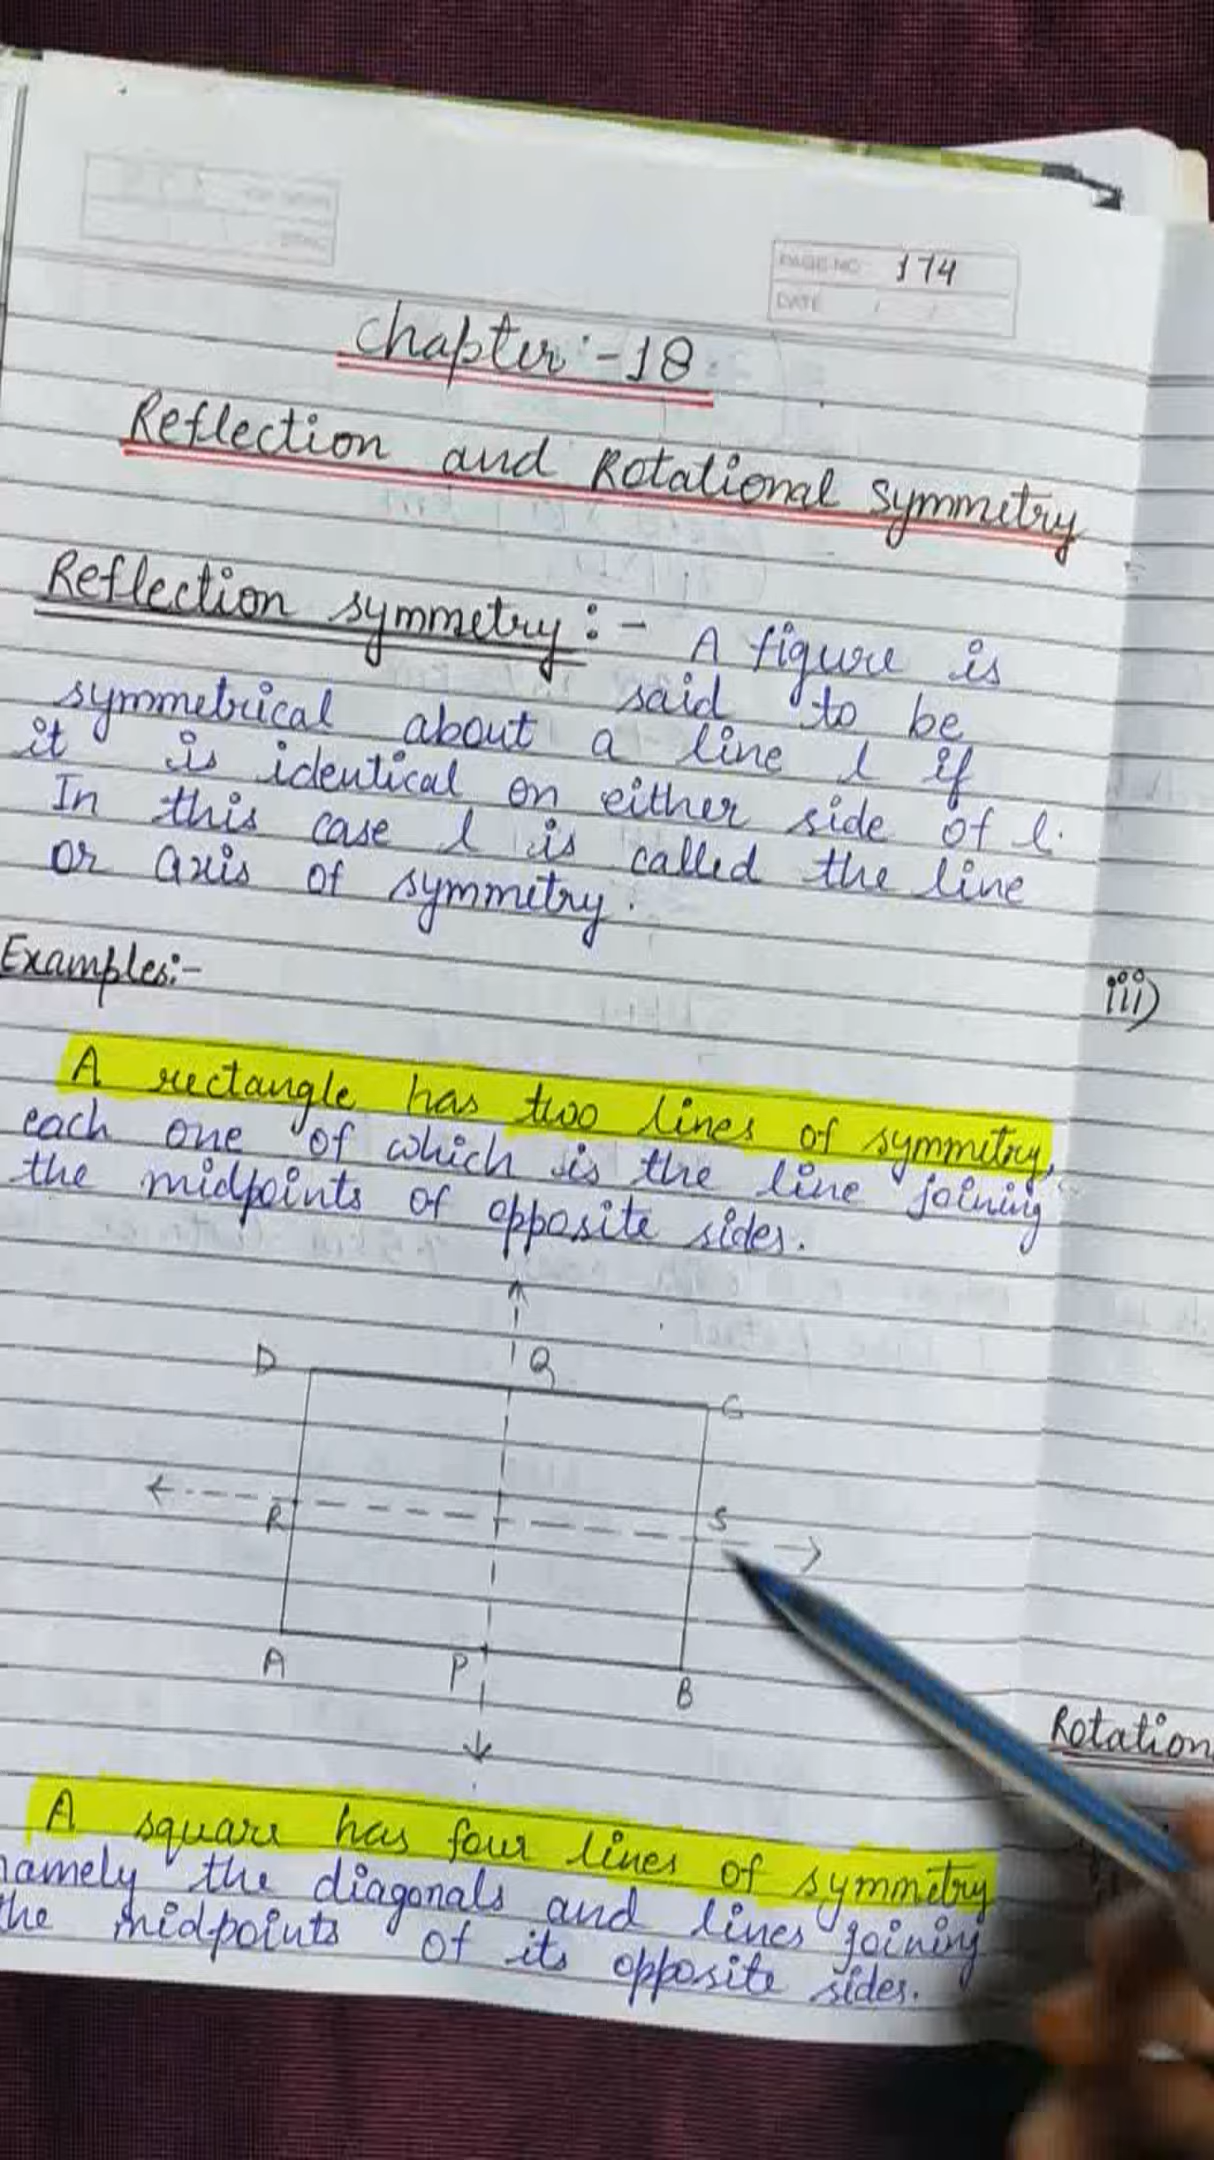 PAGE NO 174
DATE / /
Chapter :- 18
Reflection and Rotational Symmetry
Reflection symmetry :- A figure is
said to be
symmetrical about a line l if
it is identical on either side of l.
In this case l is called the line
or axis of symmetry.
Examples:-
iii)
A rectangle has two lines of symmetry,
each one of which is the line joining
the midpoints of opposite sides.
D Q C
R S
A P B
Rotation
A square has four lines of symmetry
namely the diagonals and lines joining
the midpoints of its opposite sides.